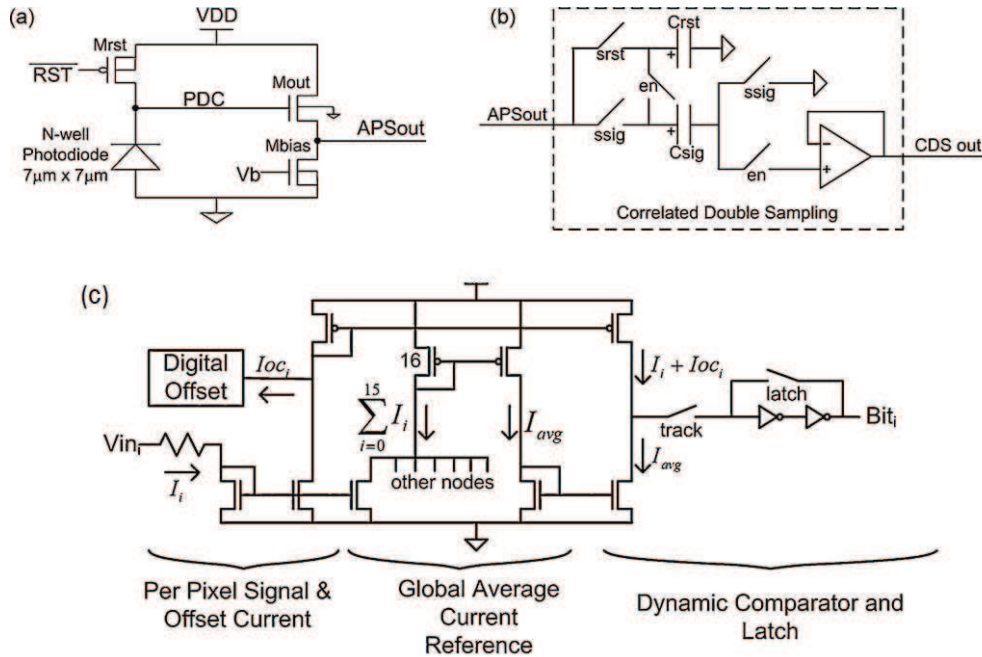 (a)
VDD
Mrst
RST
PDC
Mout
APSout
N-well
Photodiode
7μm x 7μm
Mbias
Vb
(b)
Crst
srst
+
en
ssig
APSout
ssig
+
Csig
en
-
+
CDS out
Correlated Double Sampling
(c)
Digital
Offset
Ioc_i
16
15
∑ I_i
i=0
I_avg
I_i + Ioc_i
latch
track
Bit_i
Vin_i
I_i
other nodes
I_avg
Per Pixel Signal &
Offset Current
Global Average
Current
Reference
Dynamic Comparator and
Latch